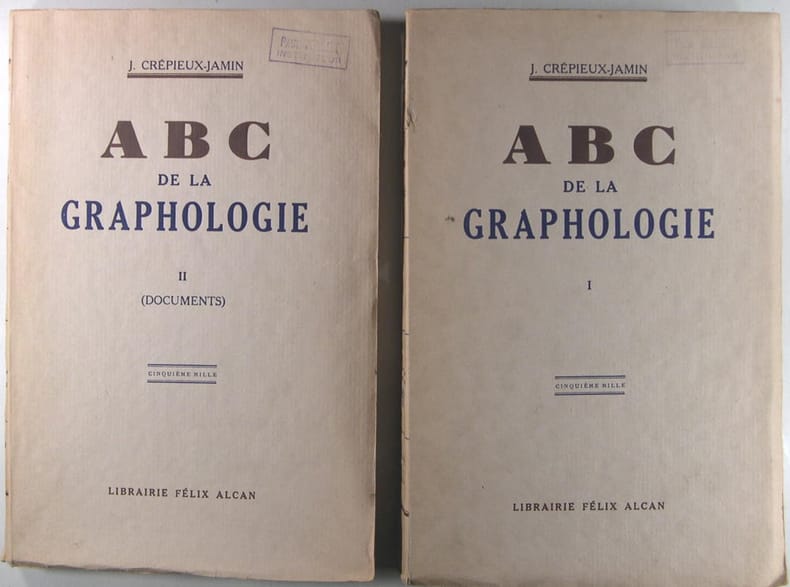 J. CRÉPIEUX-JAMIN
ABC
DE LA
GRAPHOLOGIE
II
(DOCUMENTS)
CINQUIÈME MILLE
LIBRAIRIE FÉLIX ALCAN
J. CRÉPIEUX-JAMIN
ABC
DE LA
GRAPHOLOGIE
I
CINQUIÈME MILLE
LIBRAIRIE FÉLIX ALCAN